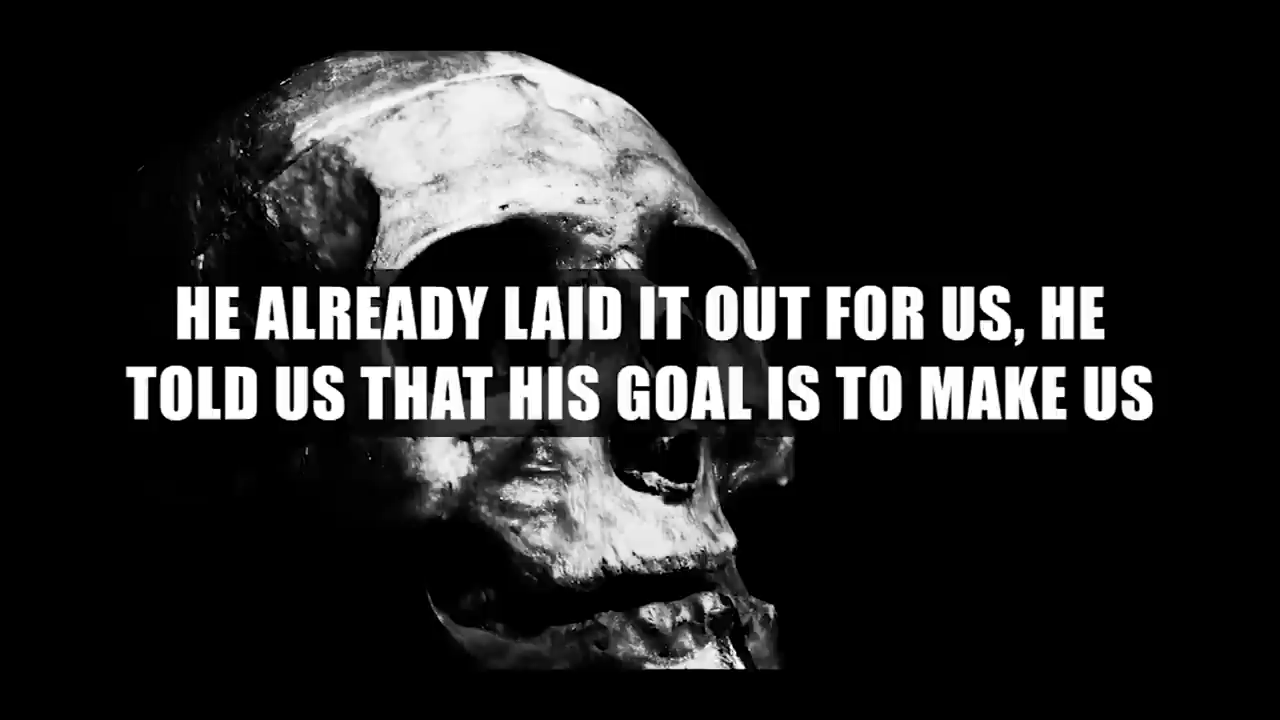 HE ALREADY LAID IT OUT FOR US, HE
TOLD US THAT HIS GOAL IS TO MAKE US